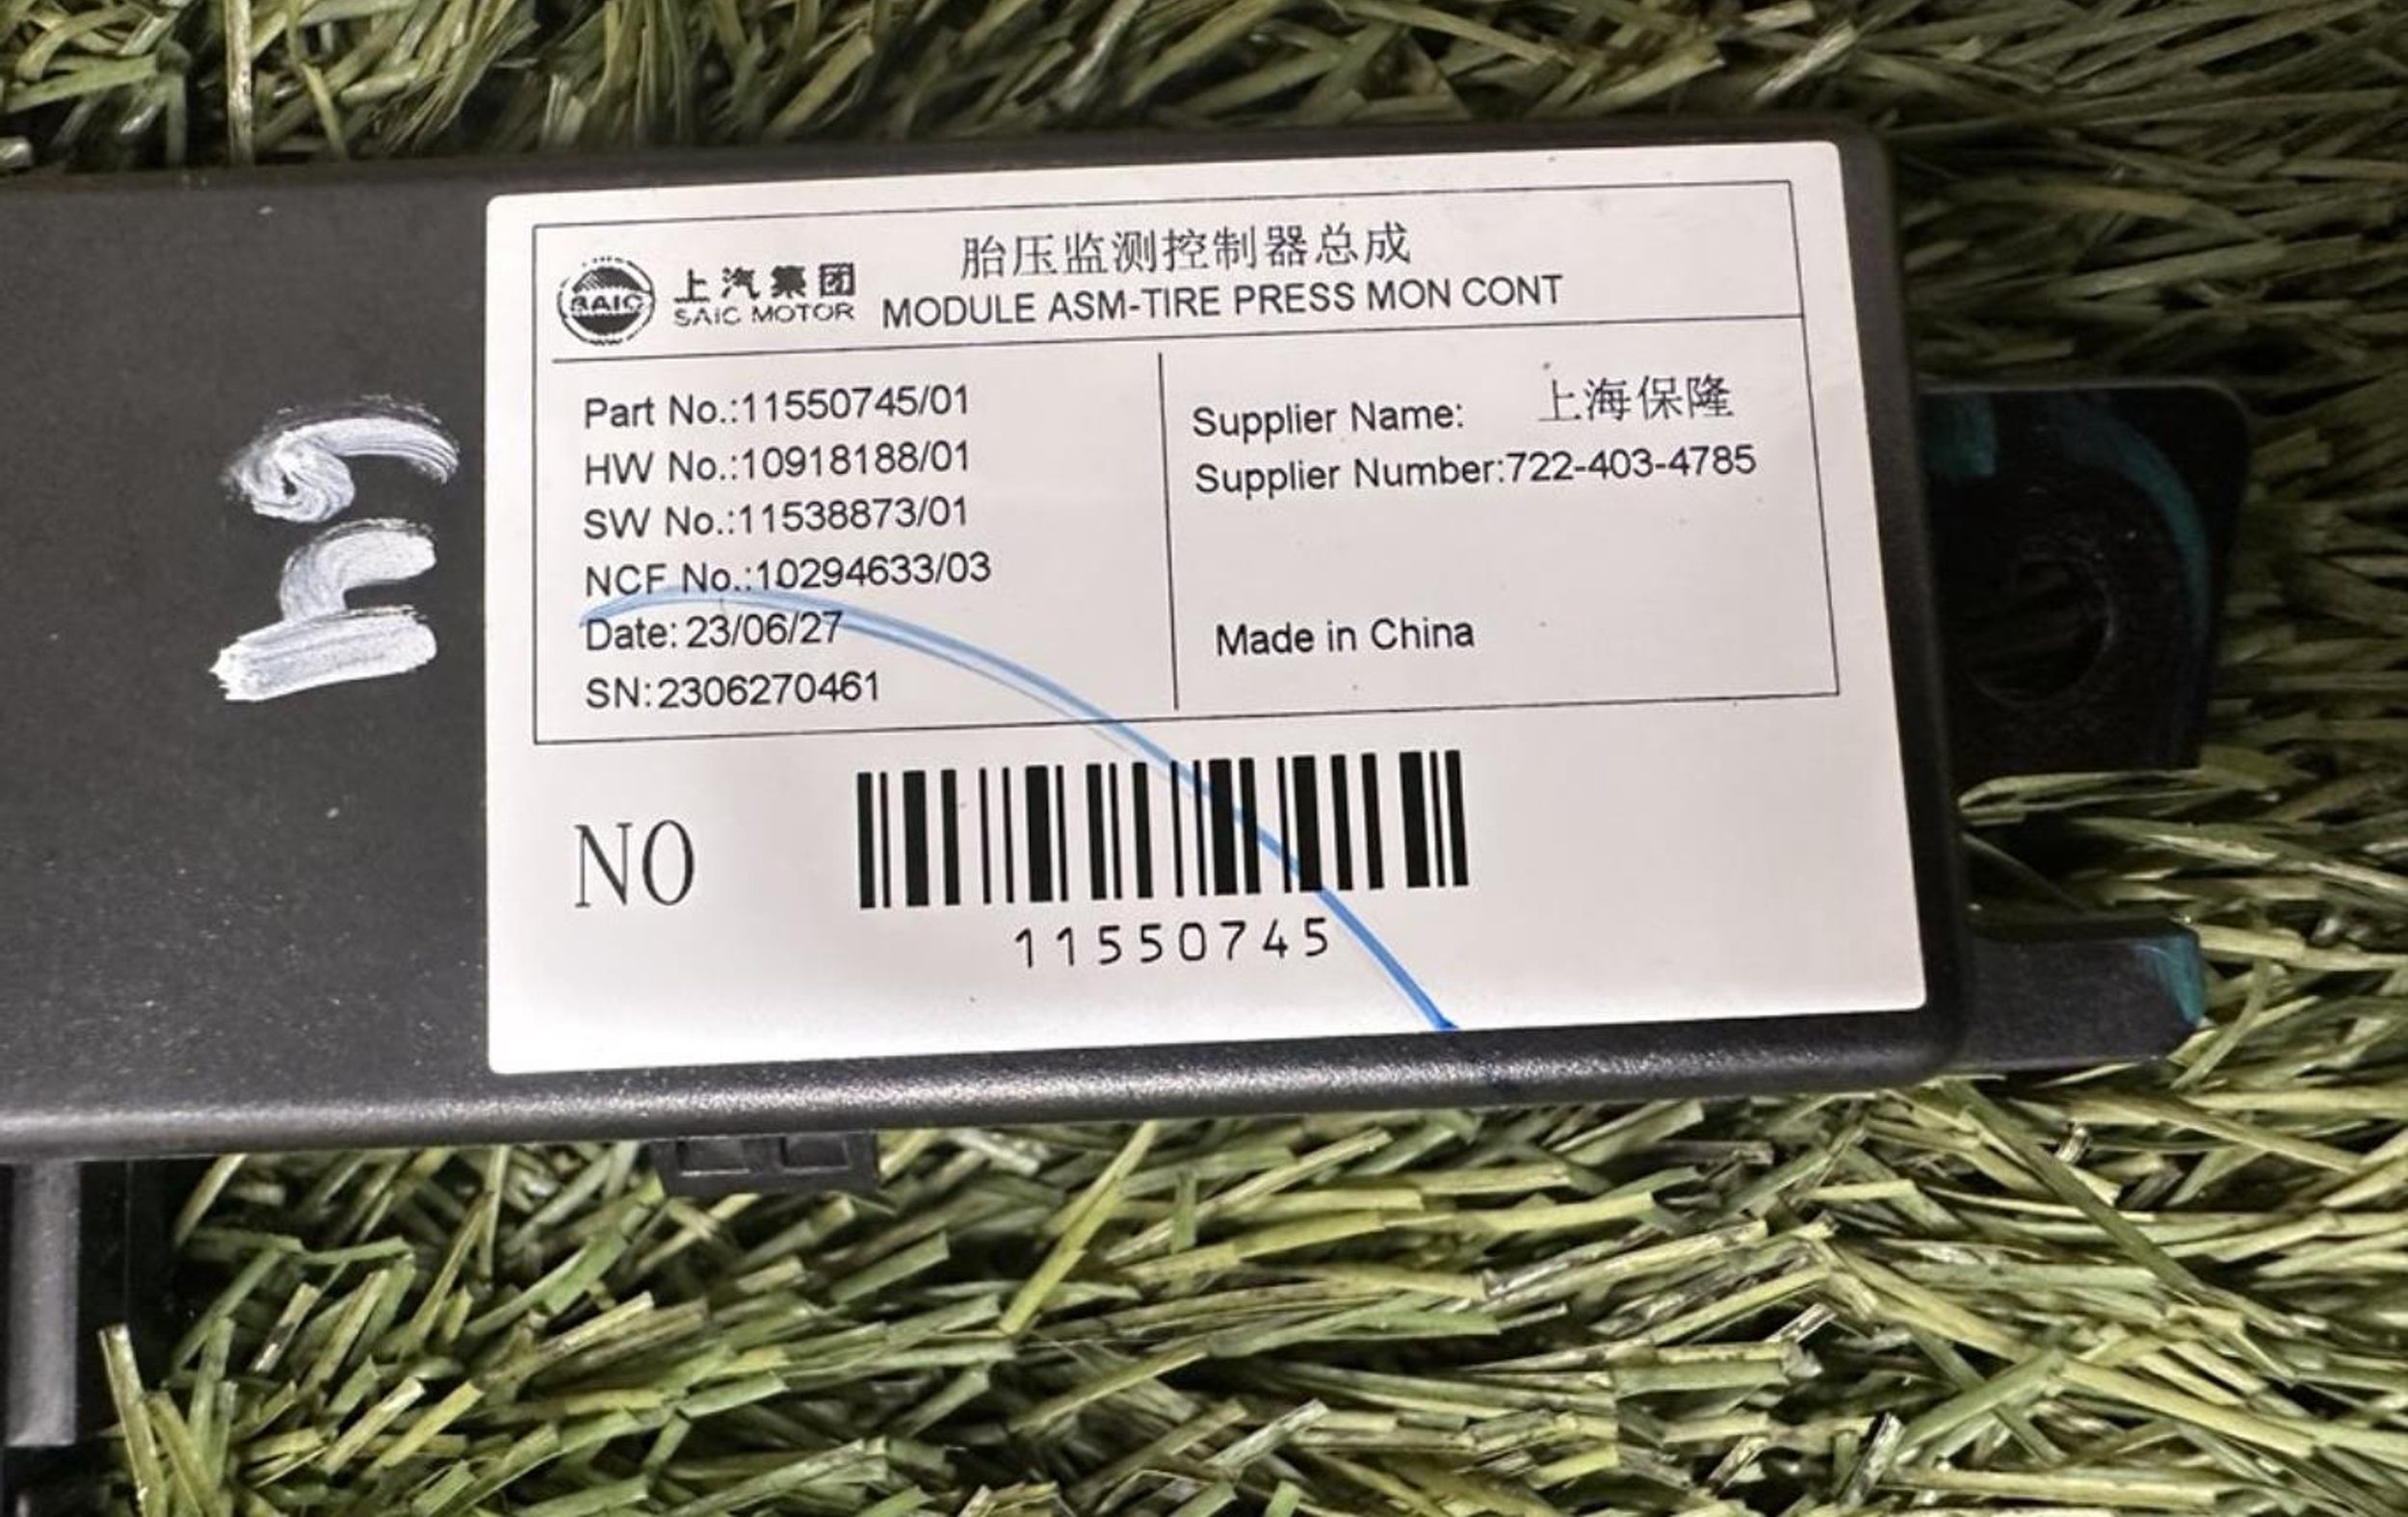 胎压监测控制器总成
SAIC 上汽集团
SAIC MOTOR MODULE ASM-TIRE PRESS MON CONT
Part No.:11550745/01
HW No.:10918188/01
SW No.:11538873/01
NCF No.:10294633/03
Date: 23/06/27
SN:2306270461
Supplier Name: 上海保隆
Supplier Number:722-403-4785
Made in China
NO
11550745